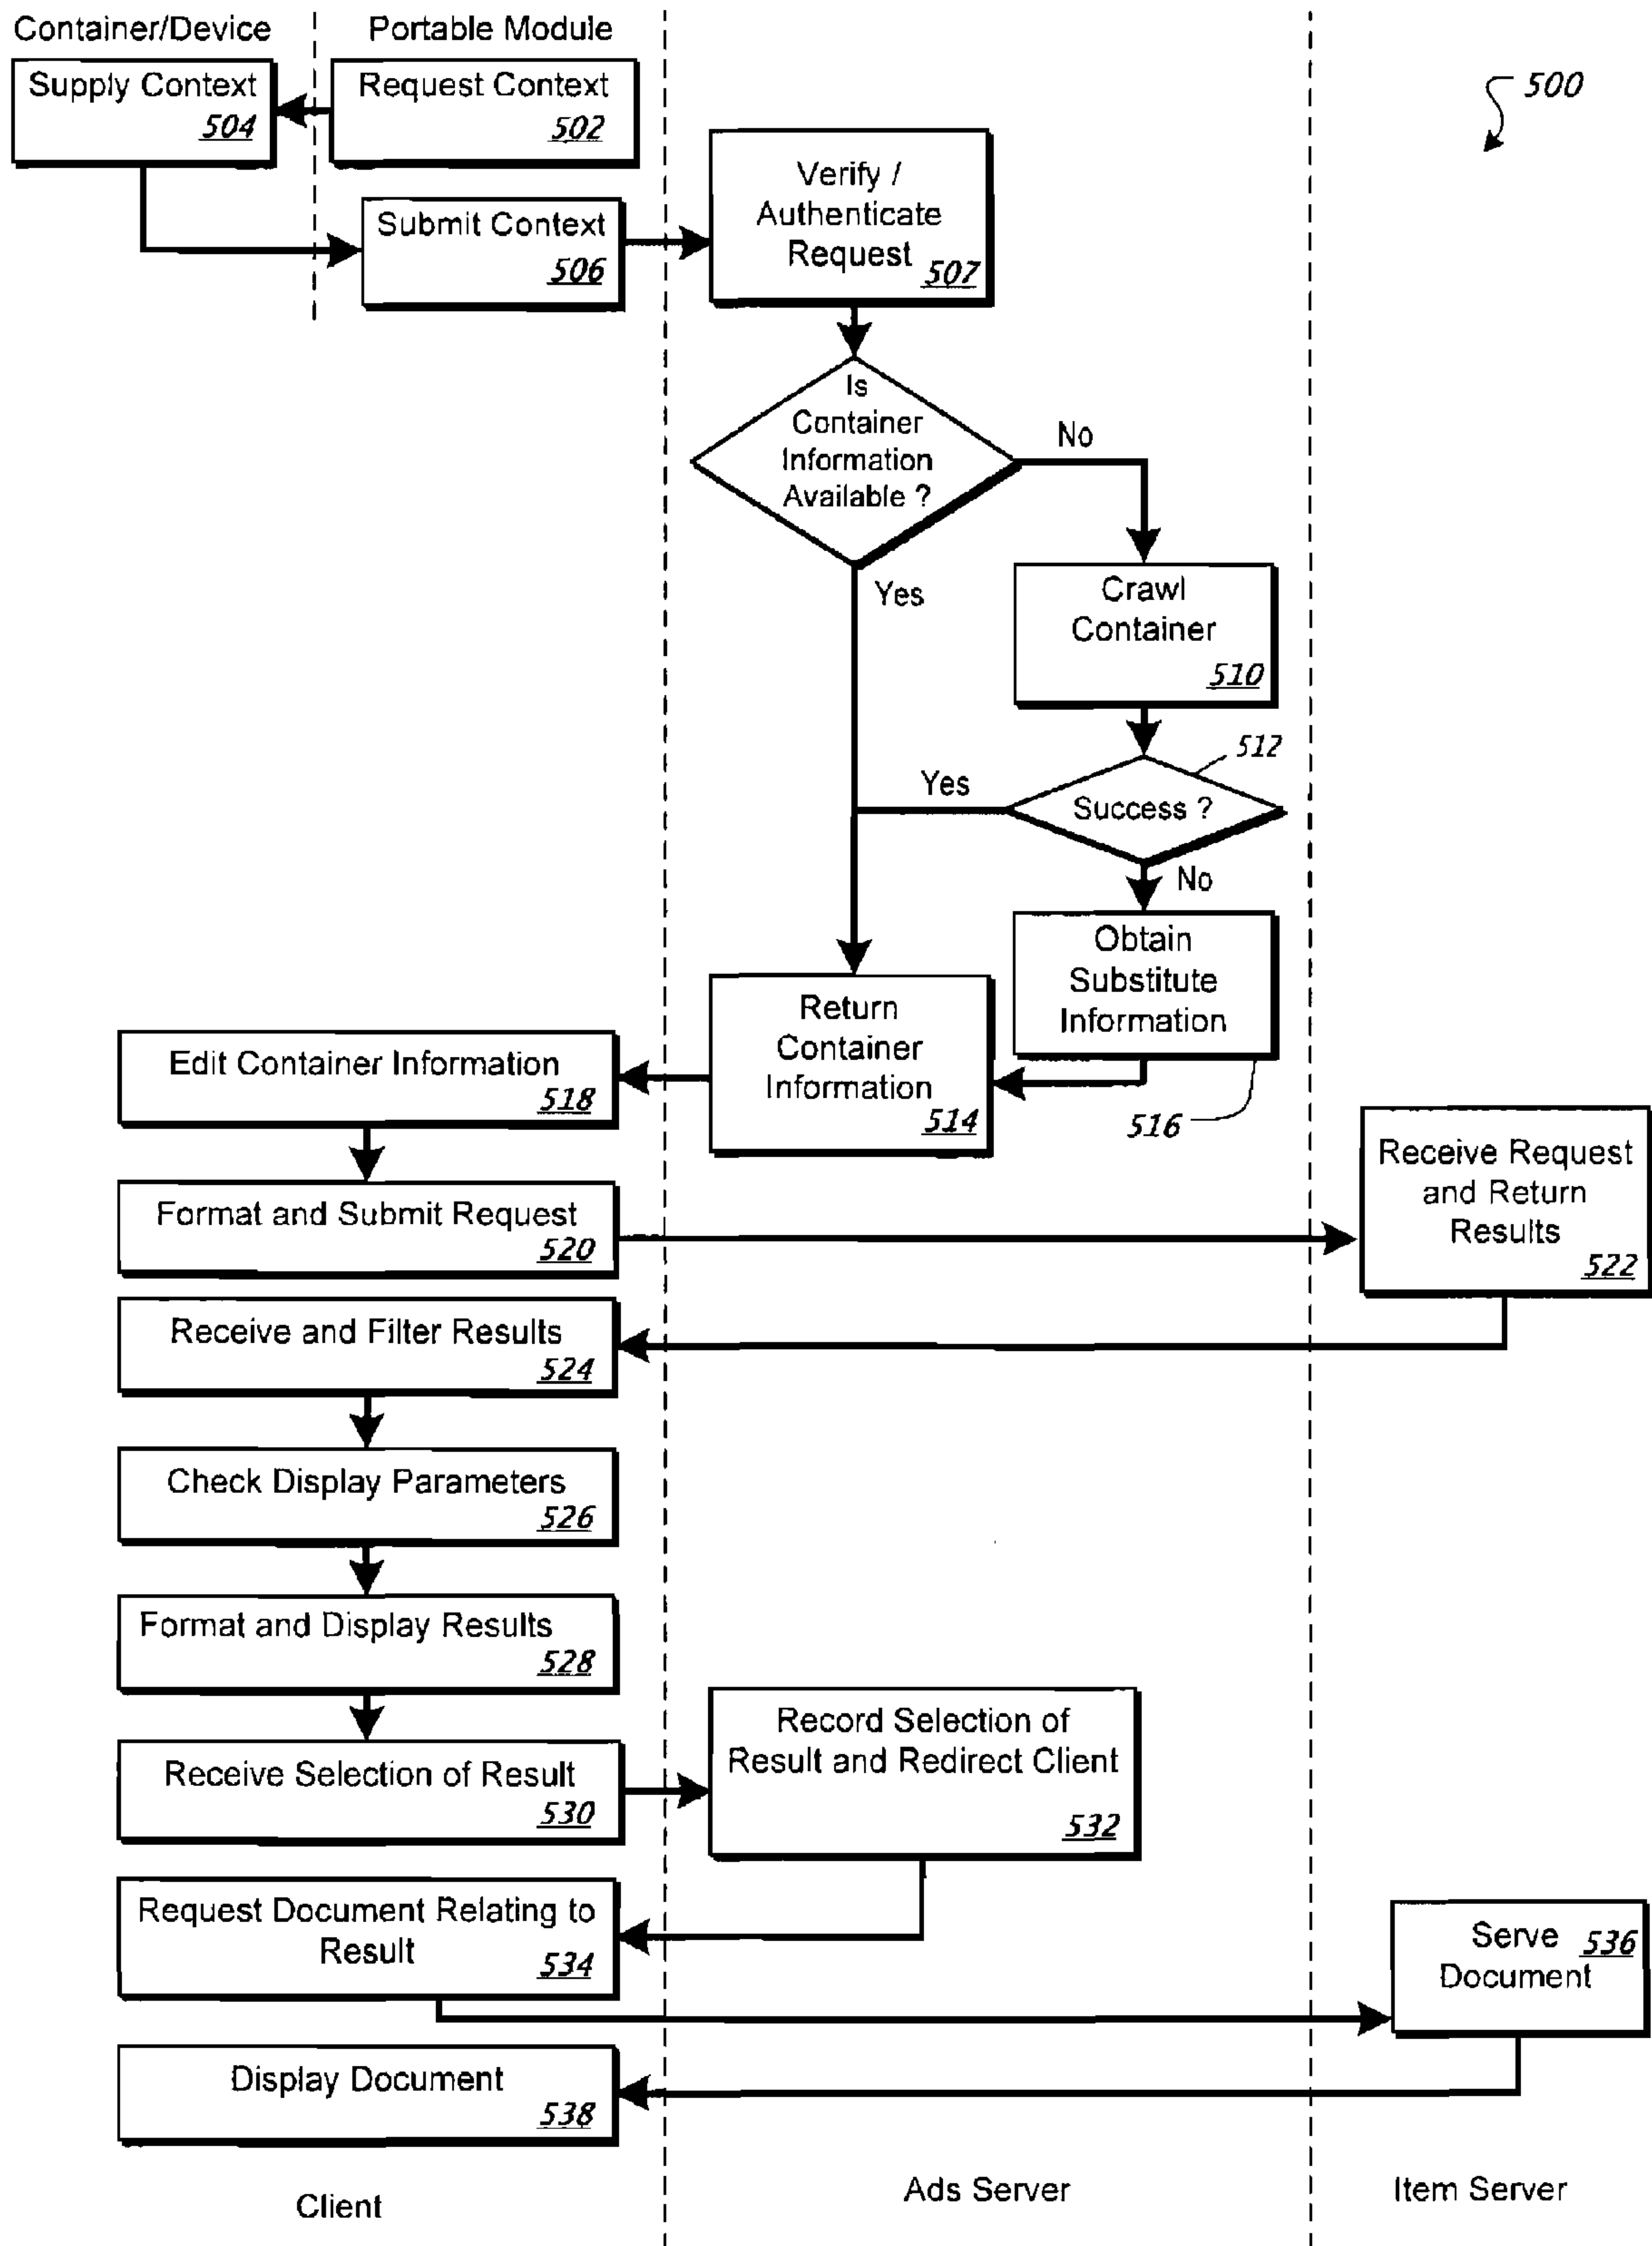 Container/Device
Portable Module
Supply Context
504
Request Context
502
500
Submit Context
506
Verify /
Authenticate
Request
507
Is
Container
Information
Available ?
No
Yes
Crawl
Container
510
512
Yes
Success ?
No
Obtain
Substitute
Information
516
Return
Container
Information
514
Edit Container Information
518
Format and Submit Request
520
Receive Request
and Return
Results
522
Receive and Filter Results
524
Check Display Parameters
526
Format and Display Results
528
Receive Selection of Result
530
Record Selection of
Result and Redirect Client
532
Request Document Relating to
Result
534
Serve
536
Document
Display Document
538
Client
Ads Server
Item Server